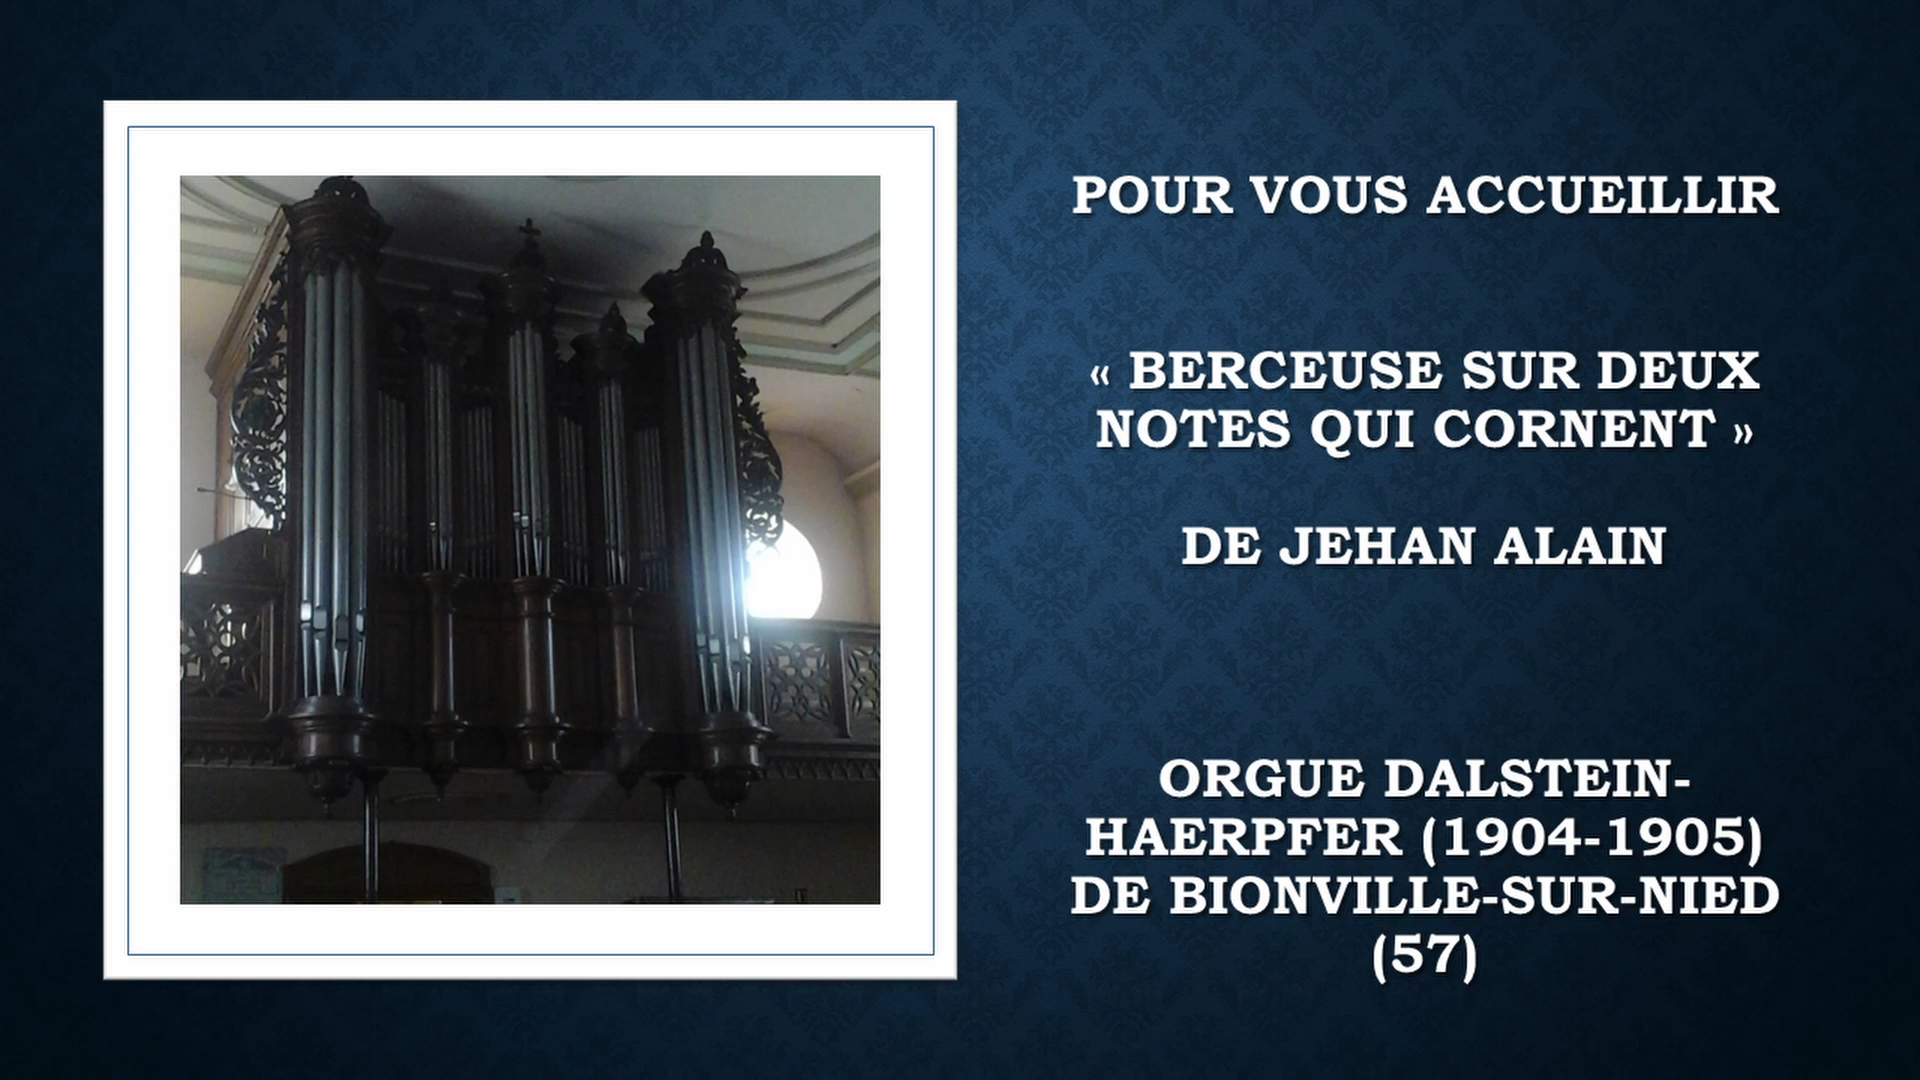 POUR VOUS ACCUEILLIR
« BERCEUSE SUR DEUX
NOTES QUI CORNENT »
DE JEHAN ALAIN
ORGUE DALSTEIN-
HAERPFER (1904-1905)
DE BIONVILLE-SUR-NIED
(57)